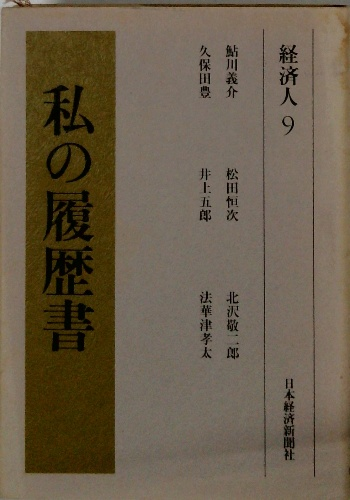 経済人 9
鮎川義介 松田恒次 北沢敬二郎
久保田豊 井上五郎 法華津孝太
私の履歴書
日本経済新聞社